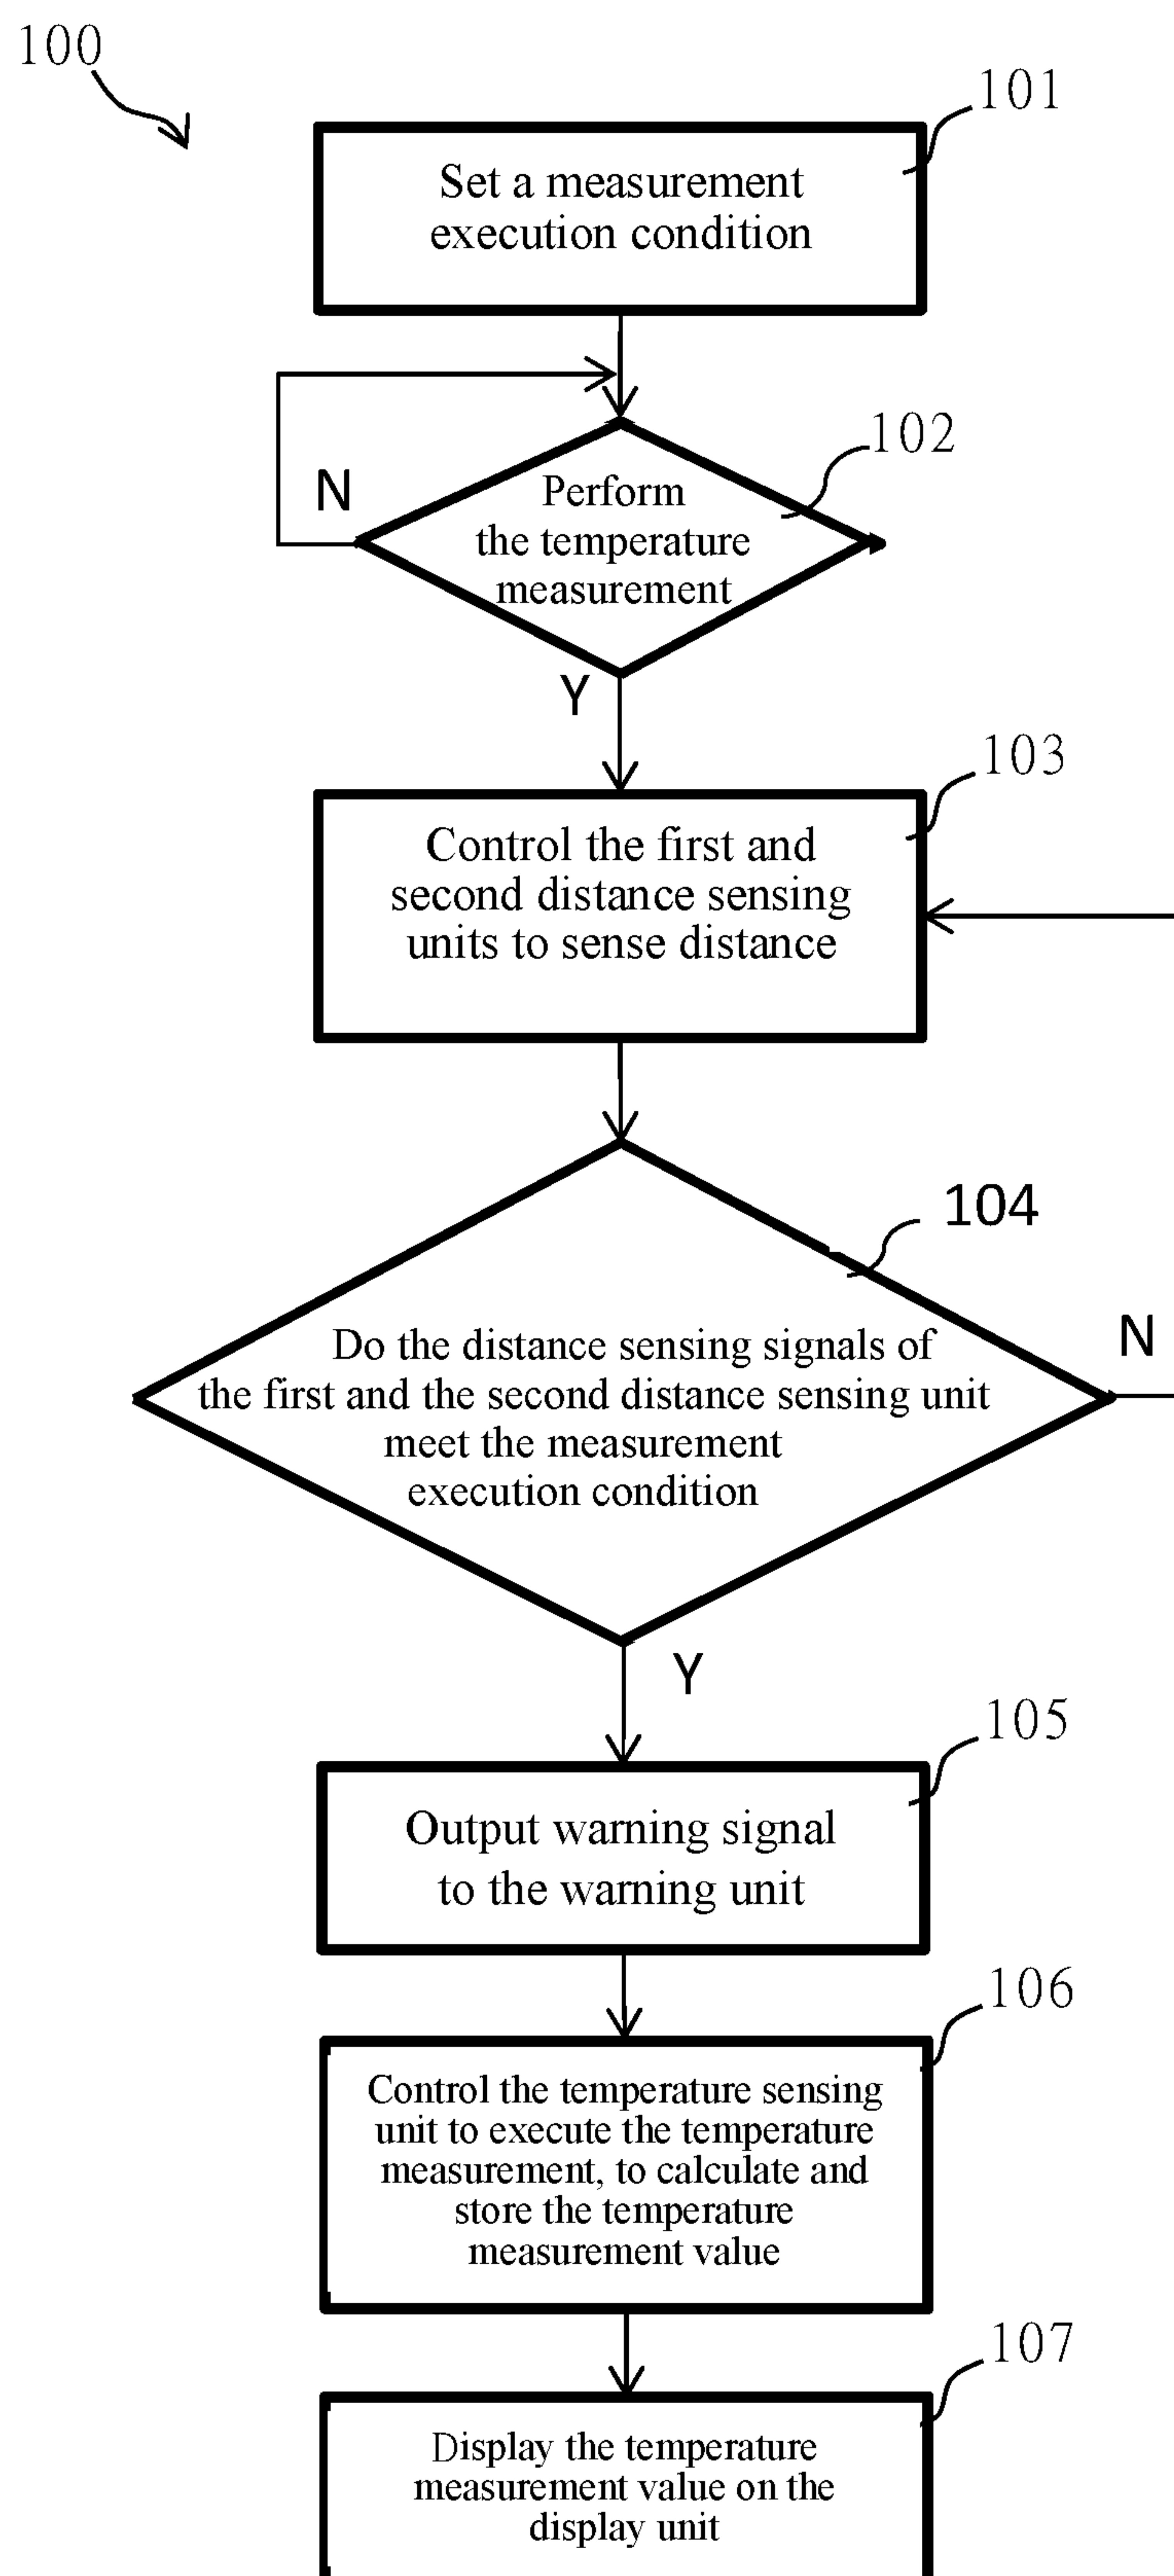 100
101
Set a measurement
execution condition
102
N
Perform
the temperature
measurement
Y
103
Control the first and
second distance sensing
units to sense distance
104
N
Do the distance sensing signals of
the first and the second distance sensing unit
meet the measurement
execution condition
Y
105
Output warning signal
to the warning unit
106
Control the temperature sensing
unit to execute the temperature
measurement, to calculate and
store the temperature
measurement value
107
Display the temperature
measurement value on the
display unit